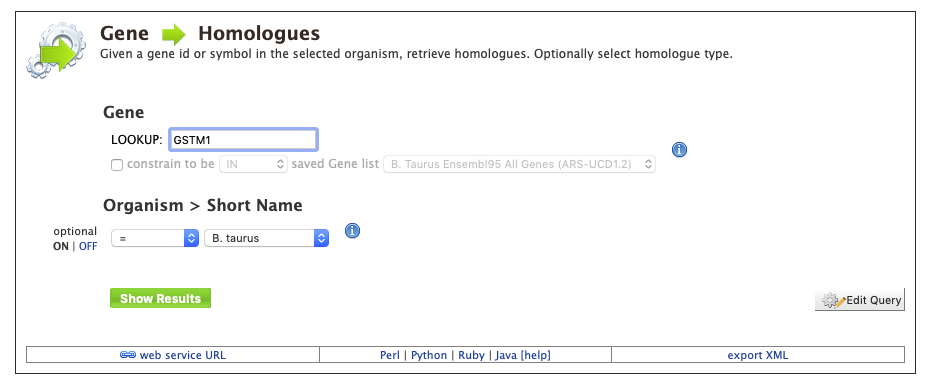 Gene Homologues
Given a gene id or symbol in the selected organism, retrieve homologues. Optionally select homologue type.
Gene
LOOKUP: GSTM1
constrain to be IN saved Gene list B. Taurus Ensembl95 All Genes (ARS-UCD1.2)
Organism > Short Name
optional
ON | OFF
= B. taurus
Show Results
Edit Query
web service URL
Perl | Python | Ruby | Java [help]
export XML